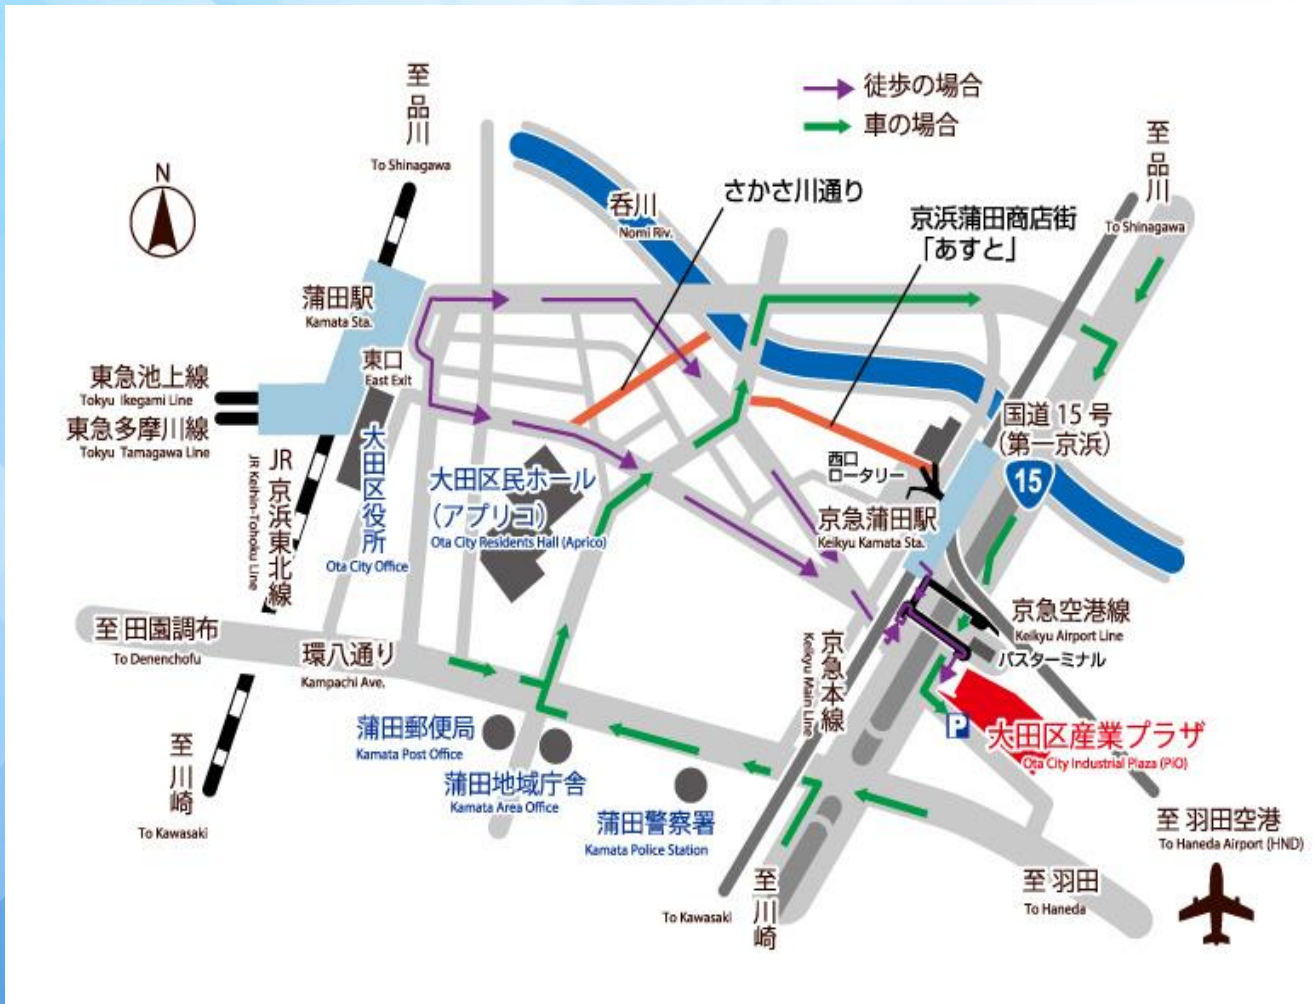 徒歩の場合
車の場合
至 品川
To Shinagawa
N
さかさ川通り
呑川
Nomi Riv.
京浜蒲田商店街
「あすと」
至 品川
To Shinagawa
蒲田駅
Kamata Sta.
東口
East Exit
東急池上線
Tokyu Ikegami Line
東急多摩川線
Tokyu Tamagawa Line
JR 京浜東北線
JR Keihin-Tohoku Line
大田区役所
Ota City Office
大田区民ホール
（アプリコ）
Ota City Residents Hall (Aprico)
西口
ロータリー
京急蒲田駅
Keikyu Kamata Sta.
国道 15 号
（第一京浜）
15
京急空港線
Keikyu Airport Line
バスターミナル
京急本線
Keikyu Main Line
至 田園調布
To Denenchofu
環八通り
Kampachi Ave.
蒲田郵便局
Kamata Post Office
蒲田地域庁舎
Kamata Area Office
蒲田警察署
Kamata Police Station
P
大田区産業プラザ
Ota City Industrial Plaza (PiO)
至 川崎
To Kawasaki
至 川崎
To Kawasaki
至 羽田
To Haneda
至 羽田空港
To Haneda Airport (HND)